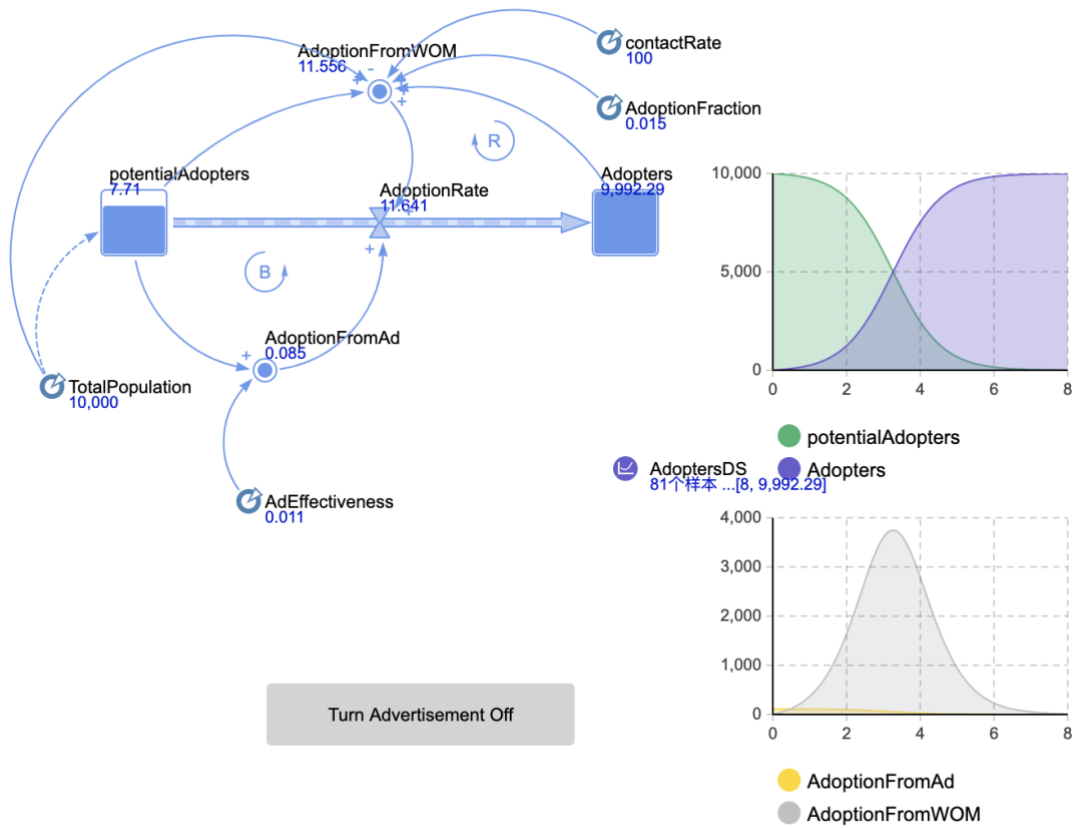 AdoptionFromWOM
11.556
-
+
+
contactRate
100
AdoptionFraction
0.015
R
potentialAdopters
7.71
AdoptionRate
11.641
+
+
Adopters
9,992.29
B
AdoptionFromAd
0.085
+
TotalPopulation
10,000
AdEffectiveness
0.011
10,000
5,000
0
0 2 4 6 8
potentialAdopters
Adopters
AdoptersDS
81个样本 ...[8, 9,992.29]
4,000
3,000
2,000
1,000
0
0 2 4 6 8
AdoptionFromAd
AdoptionFromWOM
Turn Advertisement Off